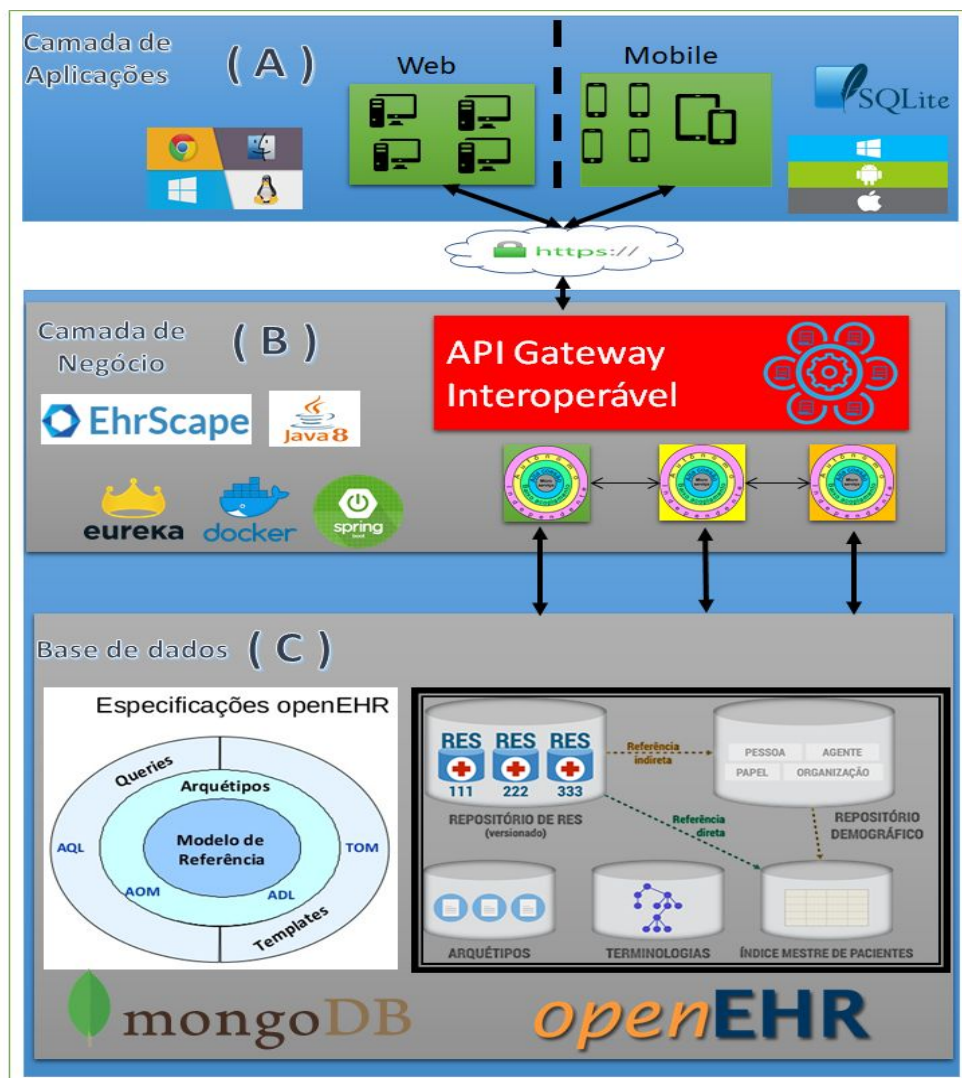 Camada de
Aplicações
( A )
Web
Mobile
SQLite
https://
Camada de
Negócio
( B )
API Gateway
Interoperável
EhrScape
Java 8
eureka
docker
spring
boot
Base de dados ( C )
Especificações openEHR
Queries
Arquétipos
Modelo de
Referência
AQL
TOM
AOM
ADL
Templates
RES RES RES
111 222 333
REPOSITÓRIO DE RES
(versionado)
Referência
indireta
Referência
direta
PESSOA
AGENTE
PAPEL
ORGANIZAÇÃO
REPOSITÓRIO
DEMOGRÁFICO
ARQUÉTIPOS
TERMINOLOGIAS
ÍNDICE MESTRE DE PACIENTES
mongoDB
openEHR